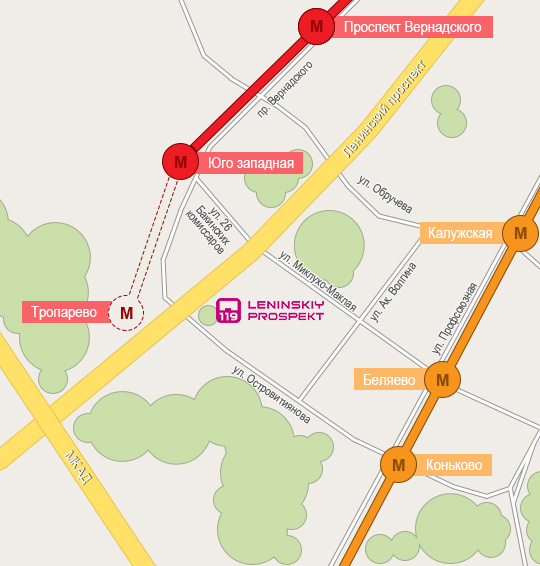 М
Проспект Вернадского
пр. Вернадского
Ленинский проспект
М
Юго западная
ул. Обручева
ул. 26
Бакинских
комиссаров
Калужская
М
ул. Миклухо-Маклая
ул. Ак. Волгина
Тропарево
М
119
LENINSKIY
PROSPEKT
ул. Профсоюзная
Беляево
М
ул. Островитиянова
МКАД
М
Коньково